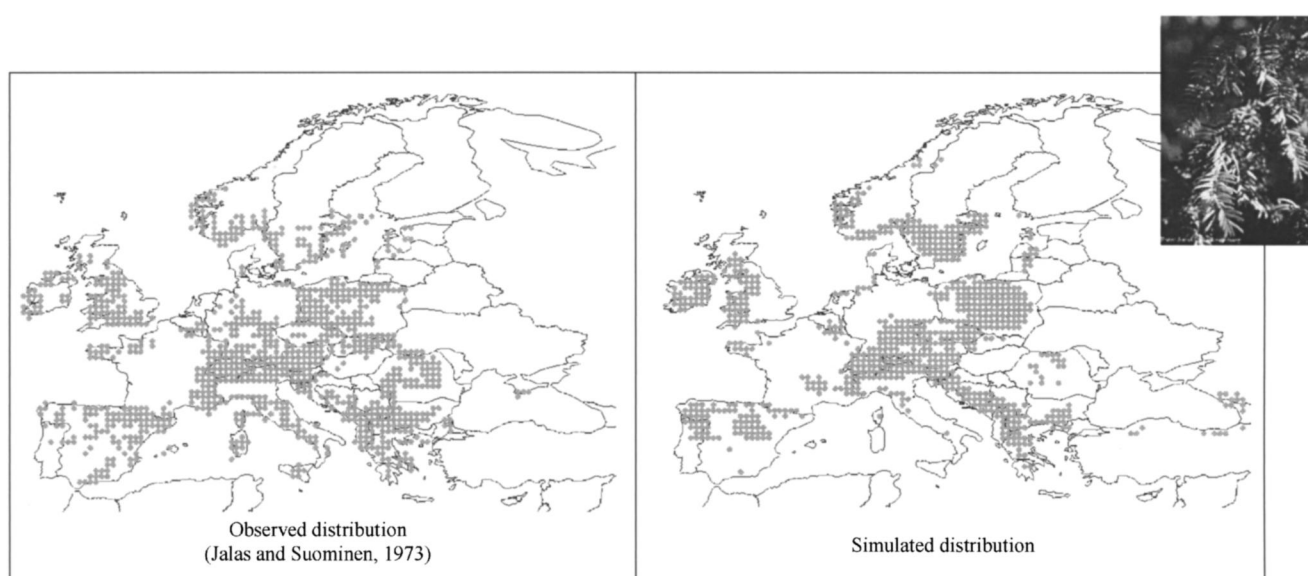 Observed distribution
(Jalas and Suominen, 1973)
Simulated distribution